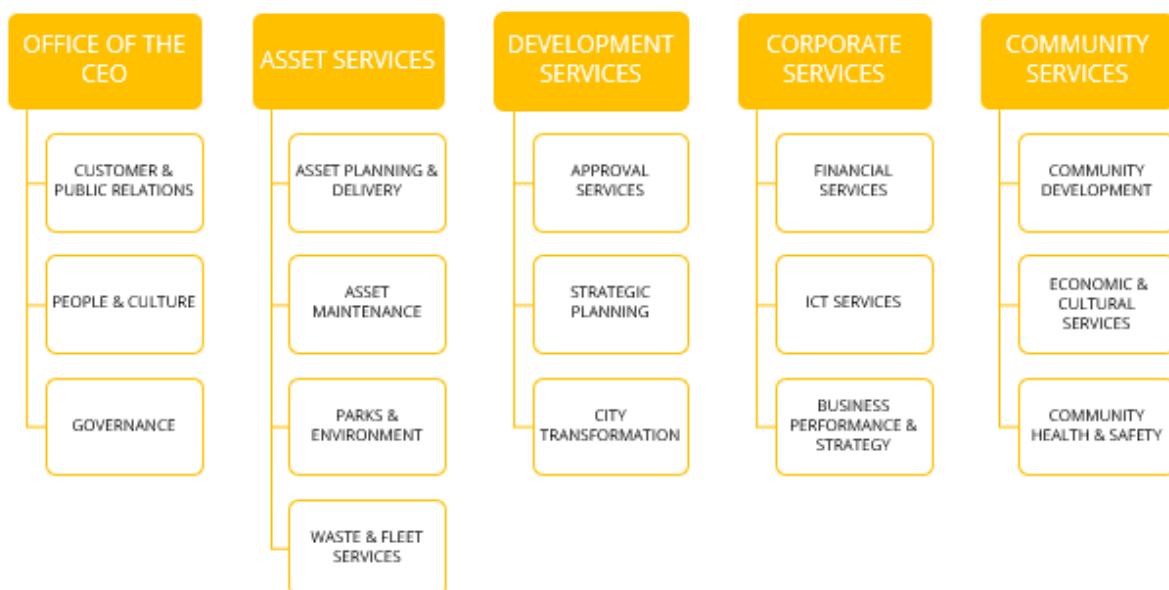 OFFICE OF THE
CEO
CUSTOMER &
PUBLIC RELATIONS
PEOPLE & CULTURE
GOVERNANCE
ASSET SERVICES
ASSET PLANNING &
DELIVERY
ASSET
MAINTENANCE
PARKS &
ENVIRONMENT
WASTE & FLEET
SERVICES
DEVELOPMENT
SERVICES
APPROVAL
SERVICES
STRATEGIC
PLANNING
CITY
TRANSFORMATION
CORPORATE
SERVICES
FINANCIAL
SERVICES
ICT SERVICES
BUSINESS
PERFORMANCE &
STRATEGY
COMMUNITY
SERVICES
COMMUNITY
DEVELOPMENT
ECONOMIC &
CULTURAL
SERVICES
COMMUNITY
HEALTH & SAFETY